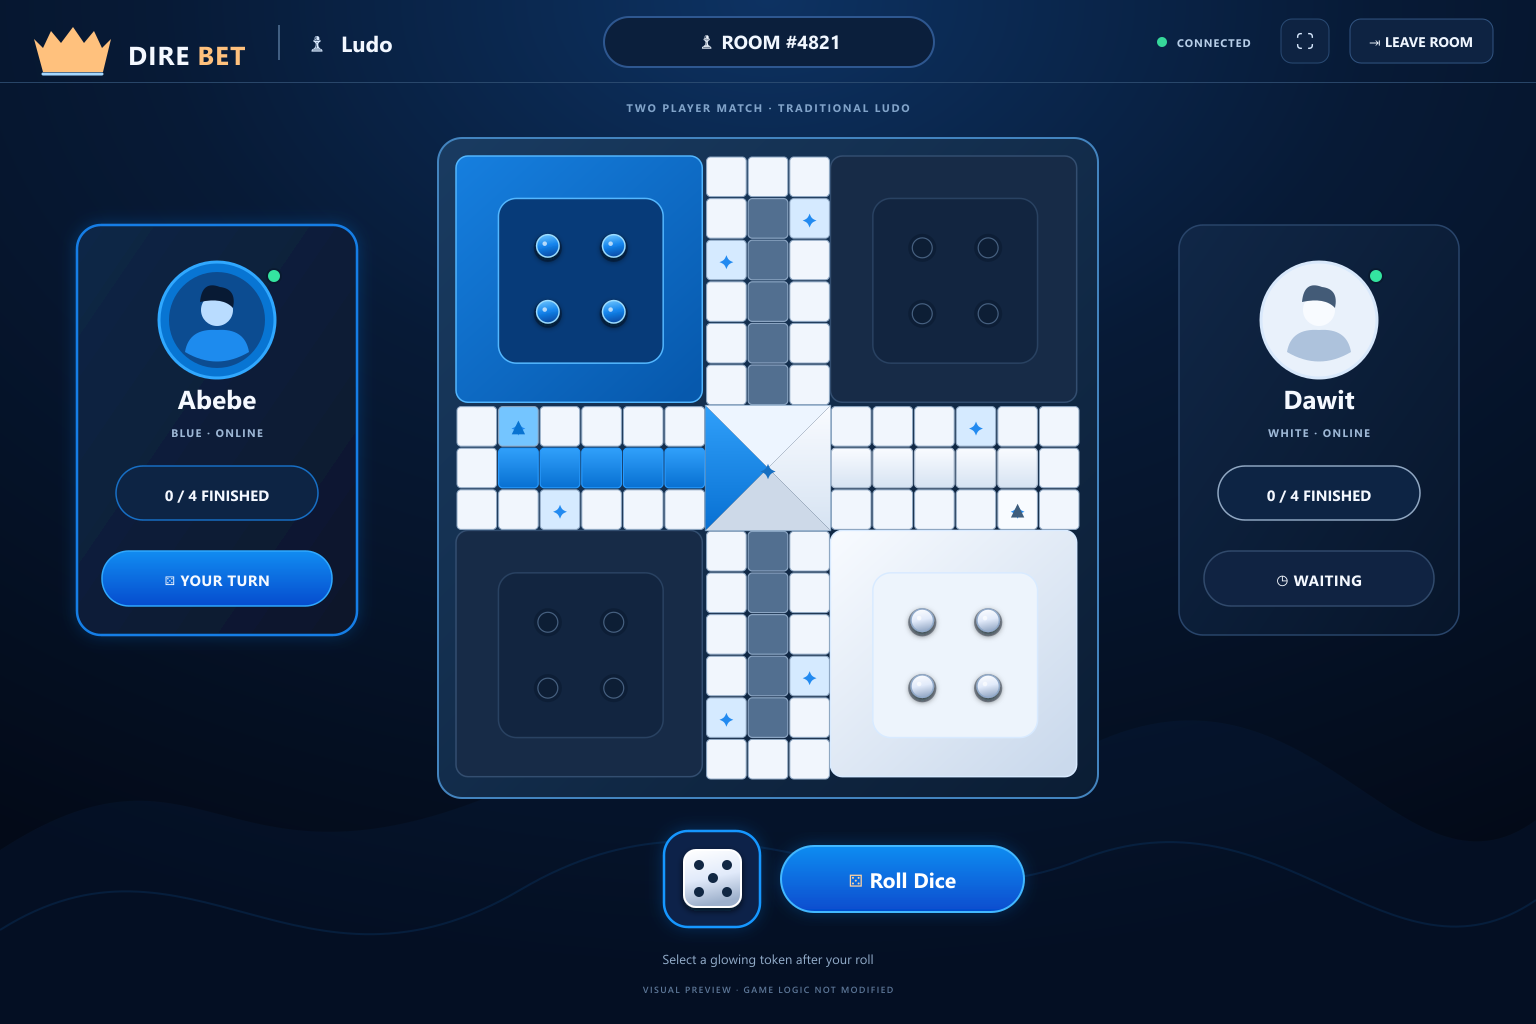 DIRE BET
Ludo
ROOM #4821
CONNECTED
LEAVE ROOM
TWO PLAYER MATCH · TRADITIONAL LUDO
Abebe
BLUE · ONLINE
0 / 4 FINISHED
YOUR TURN
Dawit
WHITE · ONLINE
0 / 4 FINISHED
WAITING
Roll Dice
Select a glowing token after your roll
VISUAL PREVIEW · GAME LOGIC NOT MODIFIED